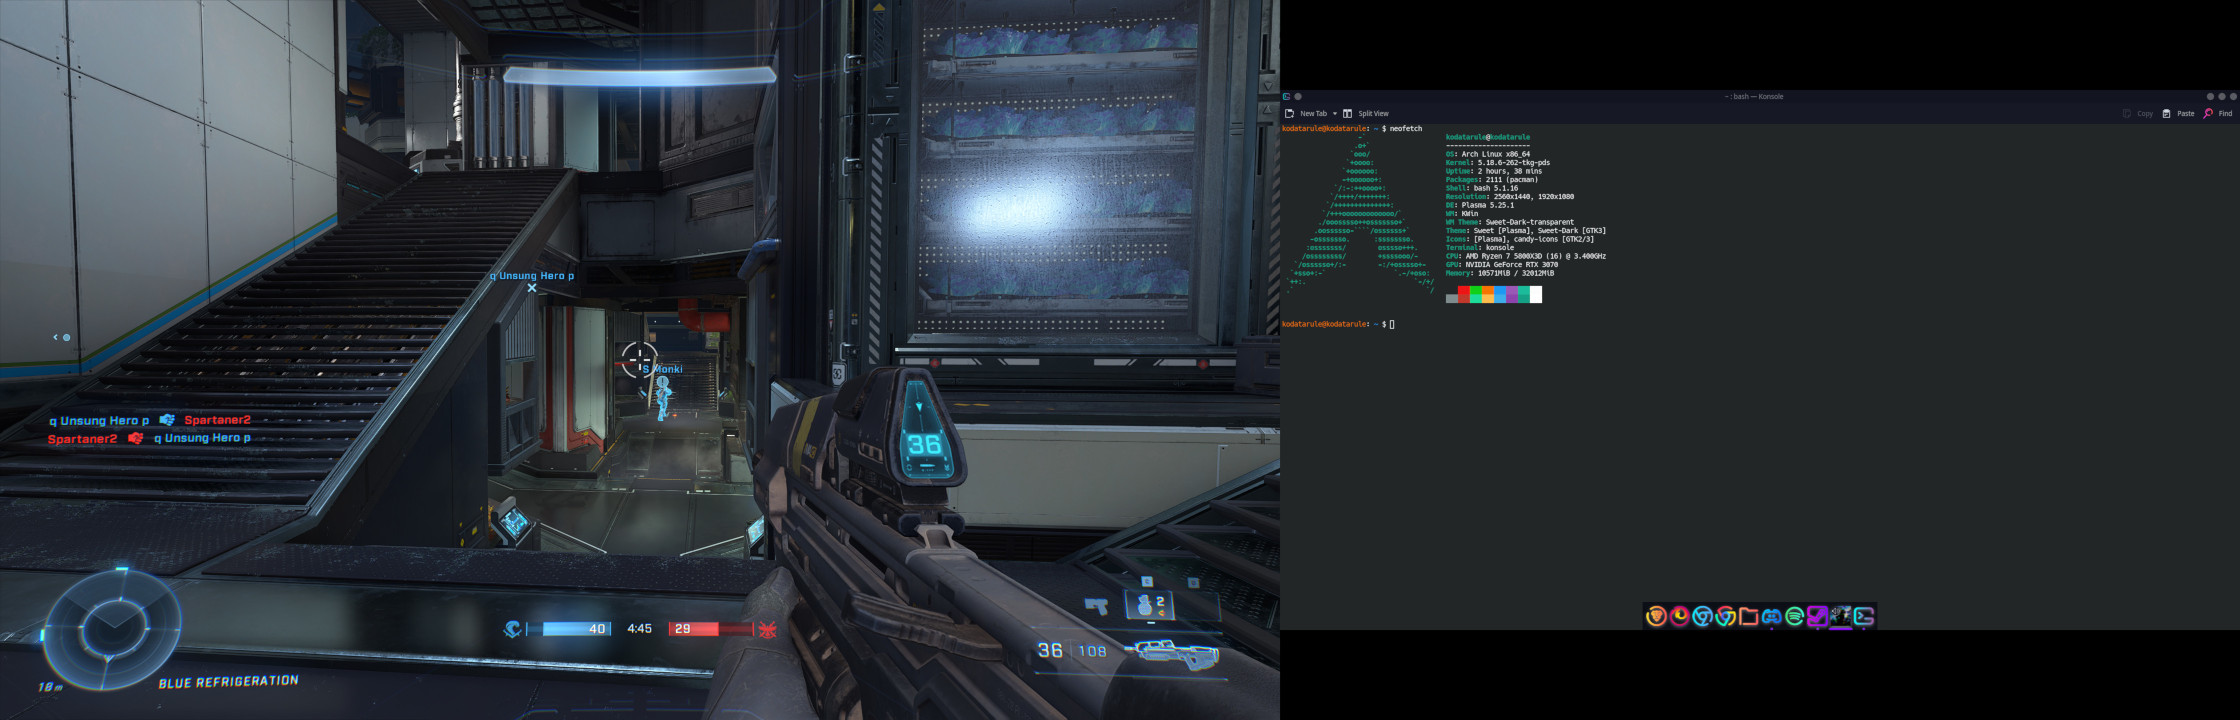 q Unsung Hero p
S Monki
q Unsung Hero p Spartaner2
Spartaner2 q Unsung Hero p
36
40 4:45 29
2
36 108
18 m
BLUE REFRIGERATION
~ : bash — Konsole
New Tab Split View Copy Paste Find
kodatarule@kodatarule: ~ $ neofetch
kodatarule@kodatarule
---------------------
OS: Arch Linux x86_64
Kernel: 5.18.6-262-tkg-pds
Uptime: 2 hours, 38 mins
Packages: 2111 (pacman)
Shell: bash 5.1.16
Resolution: 2560x1440, 1920x1080
DE: Plasma 5.25.1
WM: KWin
WM Theme: Sweet-Dark-transparent
Theme: Sweet [Plasma], Sweet-Dark [GTK3]
Icons: [Plasma], candy-icons [GTK2/3]
Terminal: konsole
CPU: AMD Ryzen 7 5800X3D (16) @ 3.400GHz
GPU: NVIDIA GeForce RTX 3070
Memory: 10571MiB / 32012MiB
kodatarule@kodatarule: ~ $